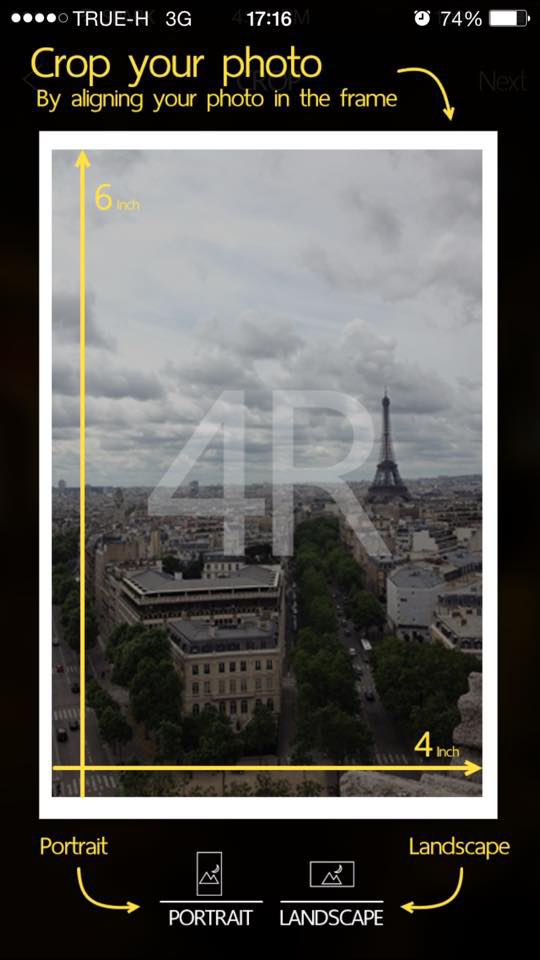 TRUE-H 3G 17:16 74%
Crop your photo
CROP
Next
By aligning your photo in the frame
6 Inch
4R
4 Inch
Portrait
Landscape
PORTRAIT
LANDSCAPE